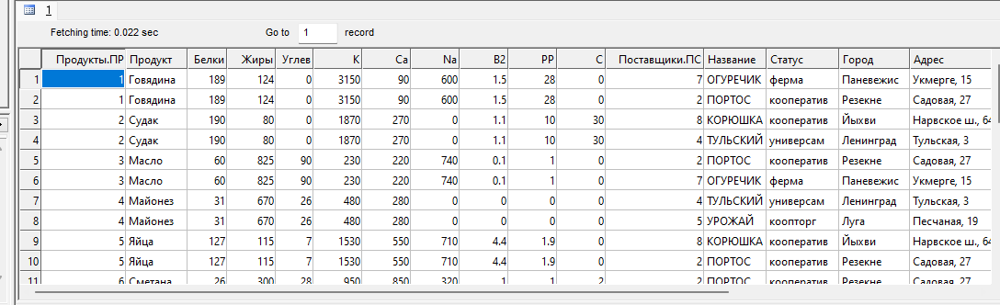 1
Fetching time: 0.022 sec Go to 1 record
Продукты.ПР Продукт Белки Жиры Углев K Ca Na B2 PP C Поставщики.ПС Название Статус Город Адрес
1 1 Говядина 189 124 0 3150 90 600 1.5 28 0 7 ОГУРЕЧИК ферма Паневежис Укмерге, 15
2 1 Говядина 189 124 0 3150 90 600 1.5 28 0 2 ПОРТОС кооператив Резекне Садовая, 27
3 2 Судак 190 80 0 1870 270 0 1.1 10 30 8 КОРЮШКА кооператив Йыхви Нарвское ш., 64
4 2 Судак 190 80 0 1870 270 0 1.1 10 30 4 ТУЛЬСКИЙ универсам Ленинград Тульская, 3
5 3 Масло 60 825 90 230 220 740 0.1 1 0 2 ПОРТОС кооператив Резекне Садовая, 27
6 3 Масло 60 825 90 230 220 740 0.1 1 0 7 ОГУРЕЧИК ферма Паневежис Укмерге, 15
7 4 Майонез 31 670 26 480 280 0 0 0 0 4 ТУЛЬСКИЙ универсам Ленинград Тульская, 3
8 4 Майонез 31 670 26 480 280 0 0 0 0 5 УРОЖАЙ коопторг Луга Песчаная, 19
9 5 Яйца 127 115 7 1530 550 710 4.4 1.9 0 8 КОРЮШКА кооператив Йыхви Нарвское ш., 64
10 5 Яйца 127 115 7 1530 550 710 4.4 1.9 0 2 ПОРТОС кооператив Резекне Садовая, 27
11 6 Сметана 26 300 28 950 850 320 1 1 2 2 ПОРТОС кооператив Резекне Садовая, 27